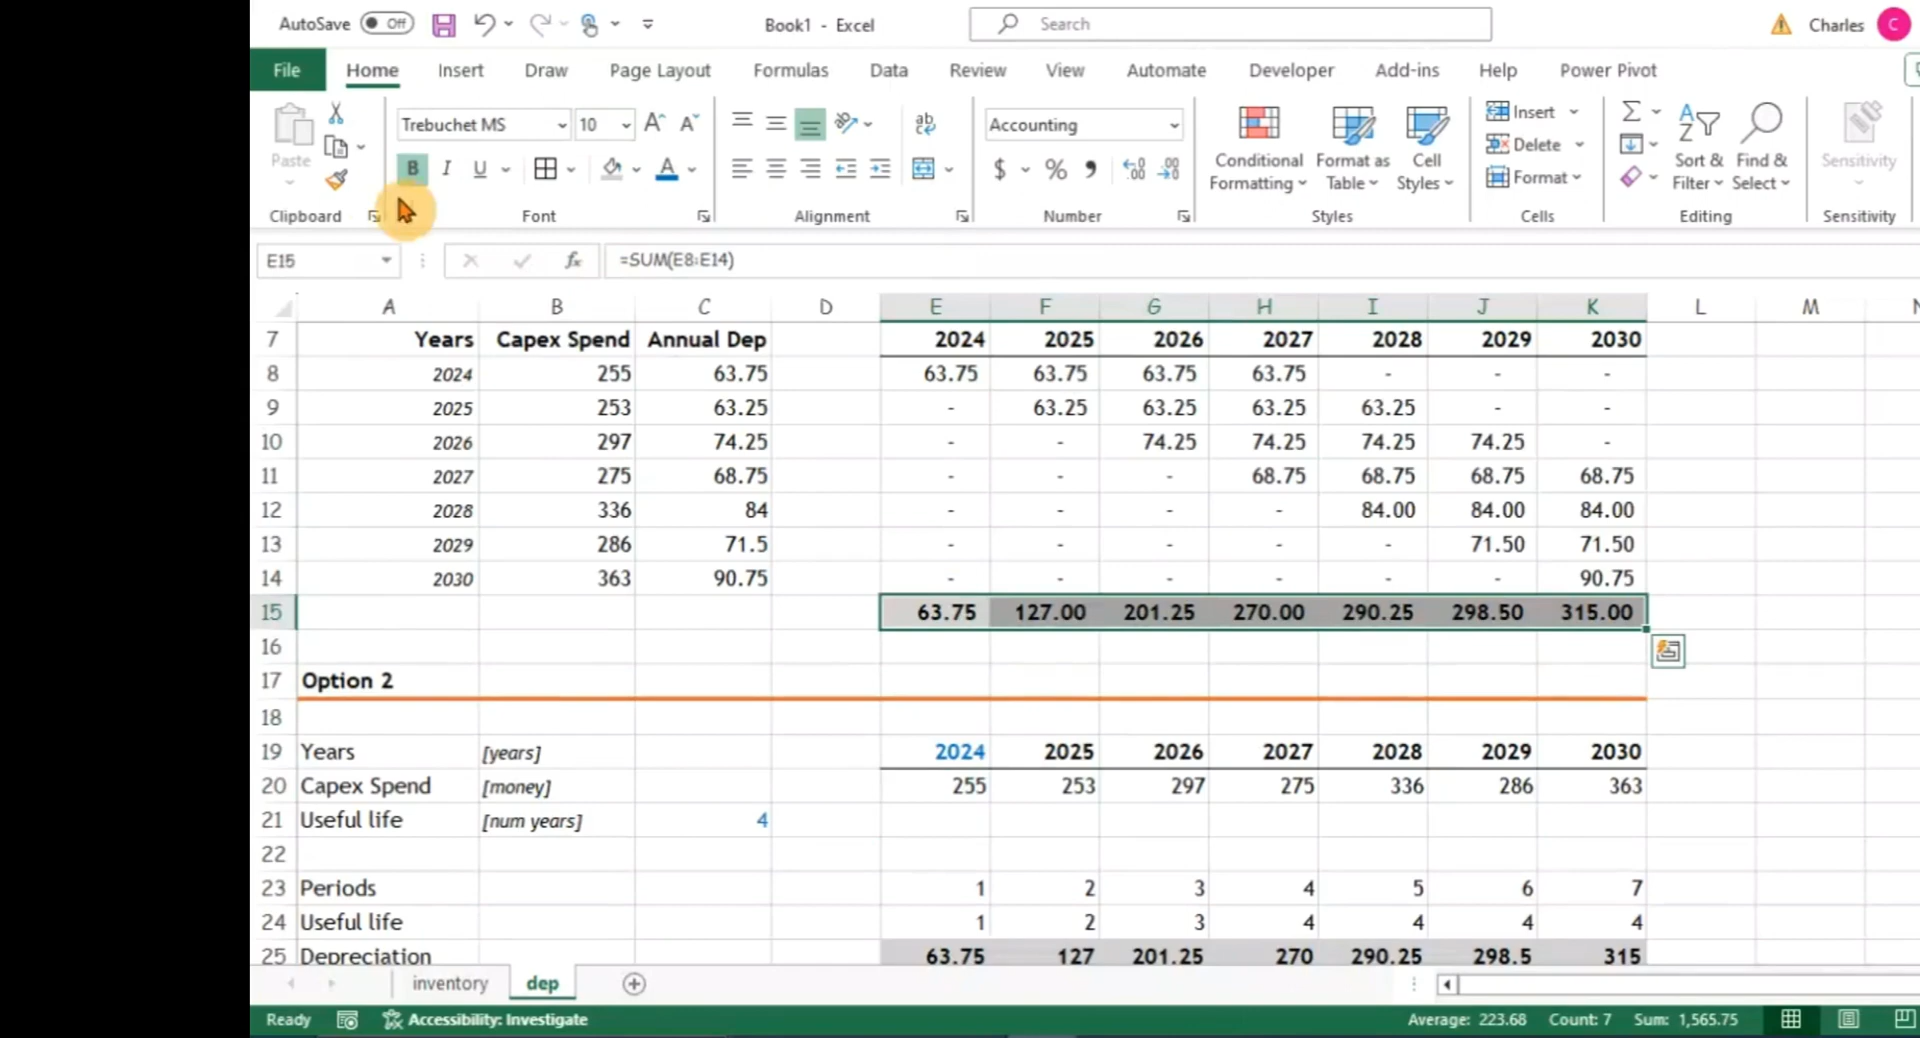 AutoSave Off Book1 - Excel Search Charles C
File Home Insert Draw Page Layout Formulas Data Review View Automate Developer Add-ins Help Power Pivot
Paste Trebuchet MS 10 A A ab Accounting Insert Σ A Z
B I U A $ % 9 Conditional Formatting Format as Table Cell Styles Delete Format Sort & Filter Find & Select Sensitivity
Clipboard Font Alignment Number Styles Cells Editing Sensitivity
E15 fx =SUM(E8:E14)
A B C D E F G H I J K L M N
7 Years Capex Spend Annual Dep 2024 2025 2026 2027 2028 2029 2030
8 2024 255 63.75 63.75 63.75 63.75 63.75 - - -
9 2025 253 63.25 - 63.25 63.25 63.25 63.25 - -
10 2026 297 74.25 - - 74.25 74.25 74.25 74.25 -
11 2027 275 68.75 - - - 68.75 68.75 68.75 68.75
12 2028 336 84 - - - - 84.00 84.00 84.00
13 2029 286 71.5 - - - - - 71.50 71.50
14 2030 363 90.75 - - - - - - 90.75
15 63.75 127.00 201.25 270.00 290.25 298.50 315.00
16
17 Option 2
18
19 Years [years] 2024 2025 2026 2027 2028 2029 2030
20 Capex Spend [money] 255 253 297 275 336 286 363
21 Useful life [num years] 4
22
23 Periods 1 2 3 4 5 6 7
24 Useful life 1 2 3 4 4 4 4
25 Depreciation 63.75 127 201.25 270 290.25 298.5 315
inventory dep
Ready Accessibility: Investigate Average: 223.68 Count: 7 Sum: 1,565.75